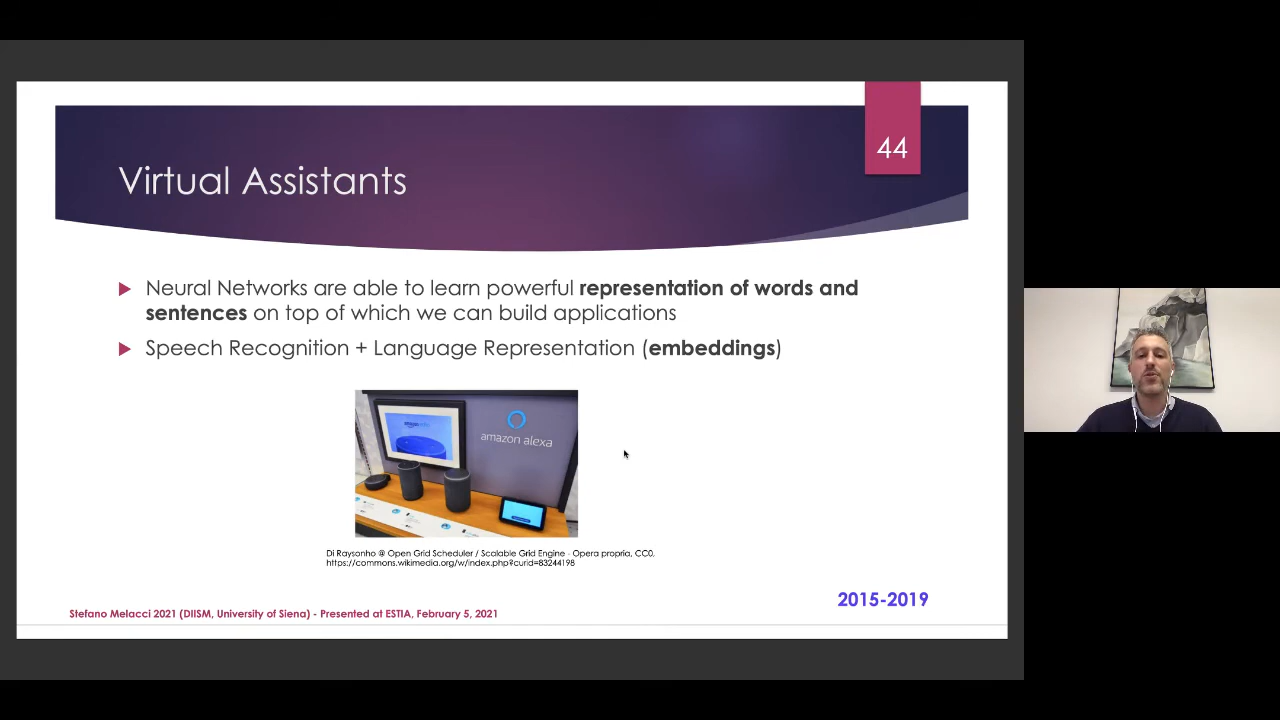 44
Virtual Assistants
Neural Networks are able to learn powerful representation of words and
sentences on top of which we can build applications
Speech Recognition + Language Representation (embeddings)
amazon alexa
Di Raysonho @ Open Grid Scheduler / Scalable Grid Engine - Opera propria, CC0,
https://commons.wikimedia.org/w/index.php?curid=83244198
2015-2019
Stefano Melacci 2021 (DIISM, University of Siena) - Presented at ESTIA, February 5, 2021